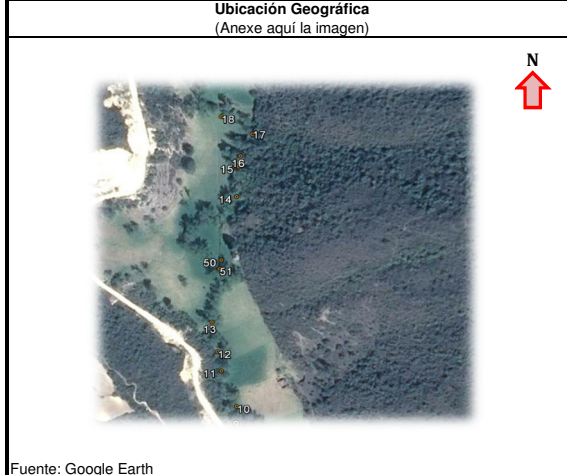 Ubicación Geográfica
(Anexe aquí la imagen)
N
18
17
16
15
14
50
51
13
12
11
10
Fuente: Google Earth